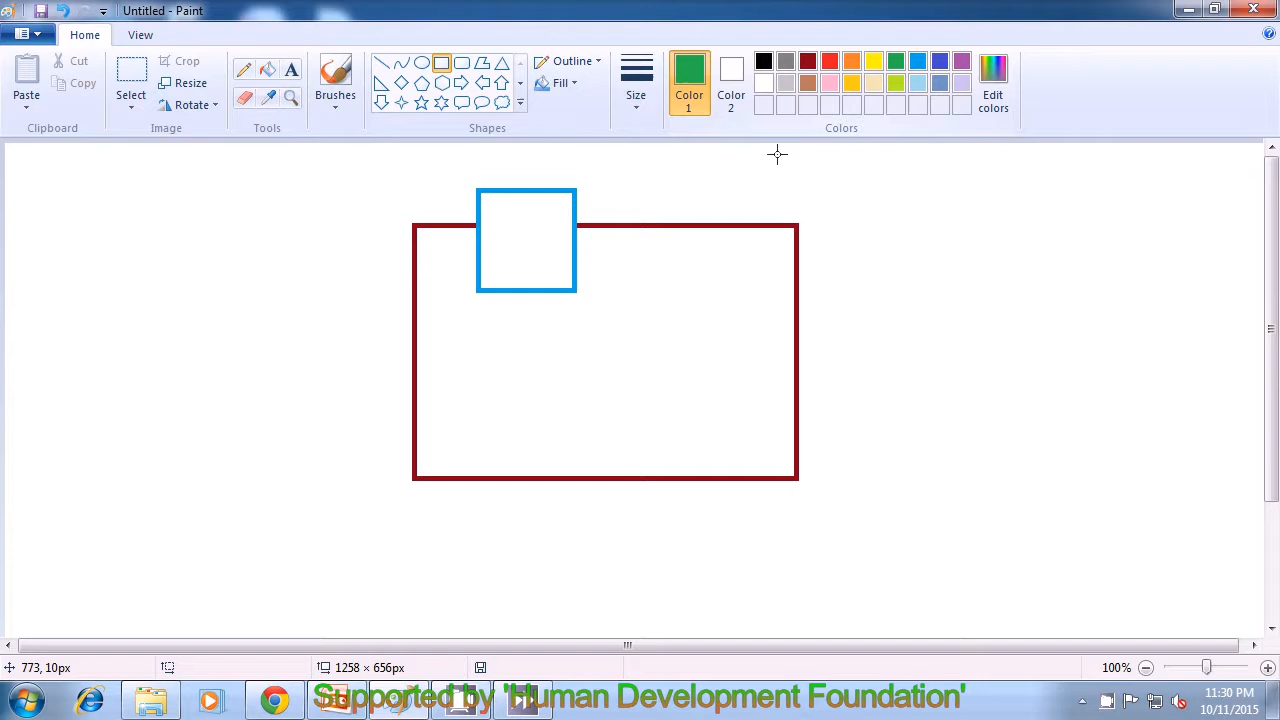 Untitled - Paint
Home
View
Paste
Cut
Copy
Clipboard
Select
Crop
Resize
Rotate
Image
Tools
Brushes
Shapes
Outline
Fill
Size
Color
1
Color
2
Edit
colors
Colors
773, 10px
1258 × 656px
100%
Supported by 'Human Development Foundation'
11:30 PM
10/11/2015